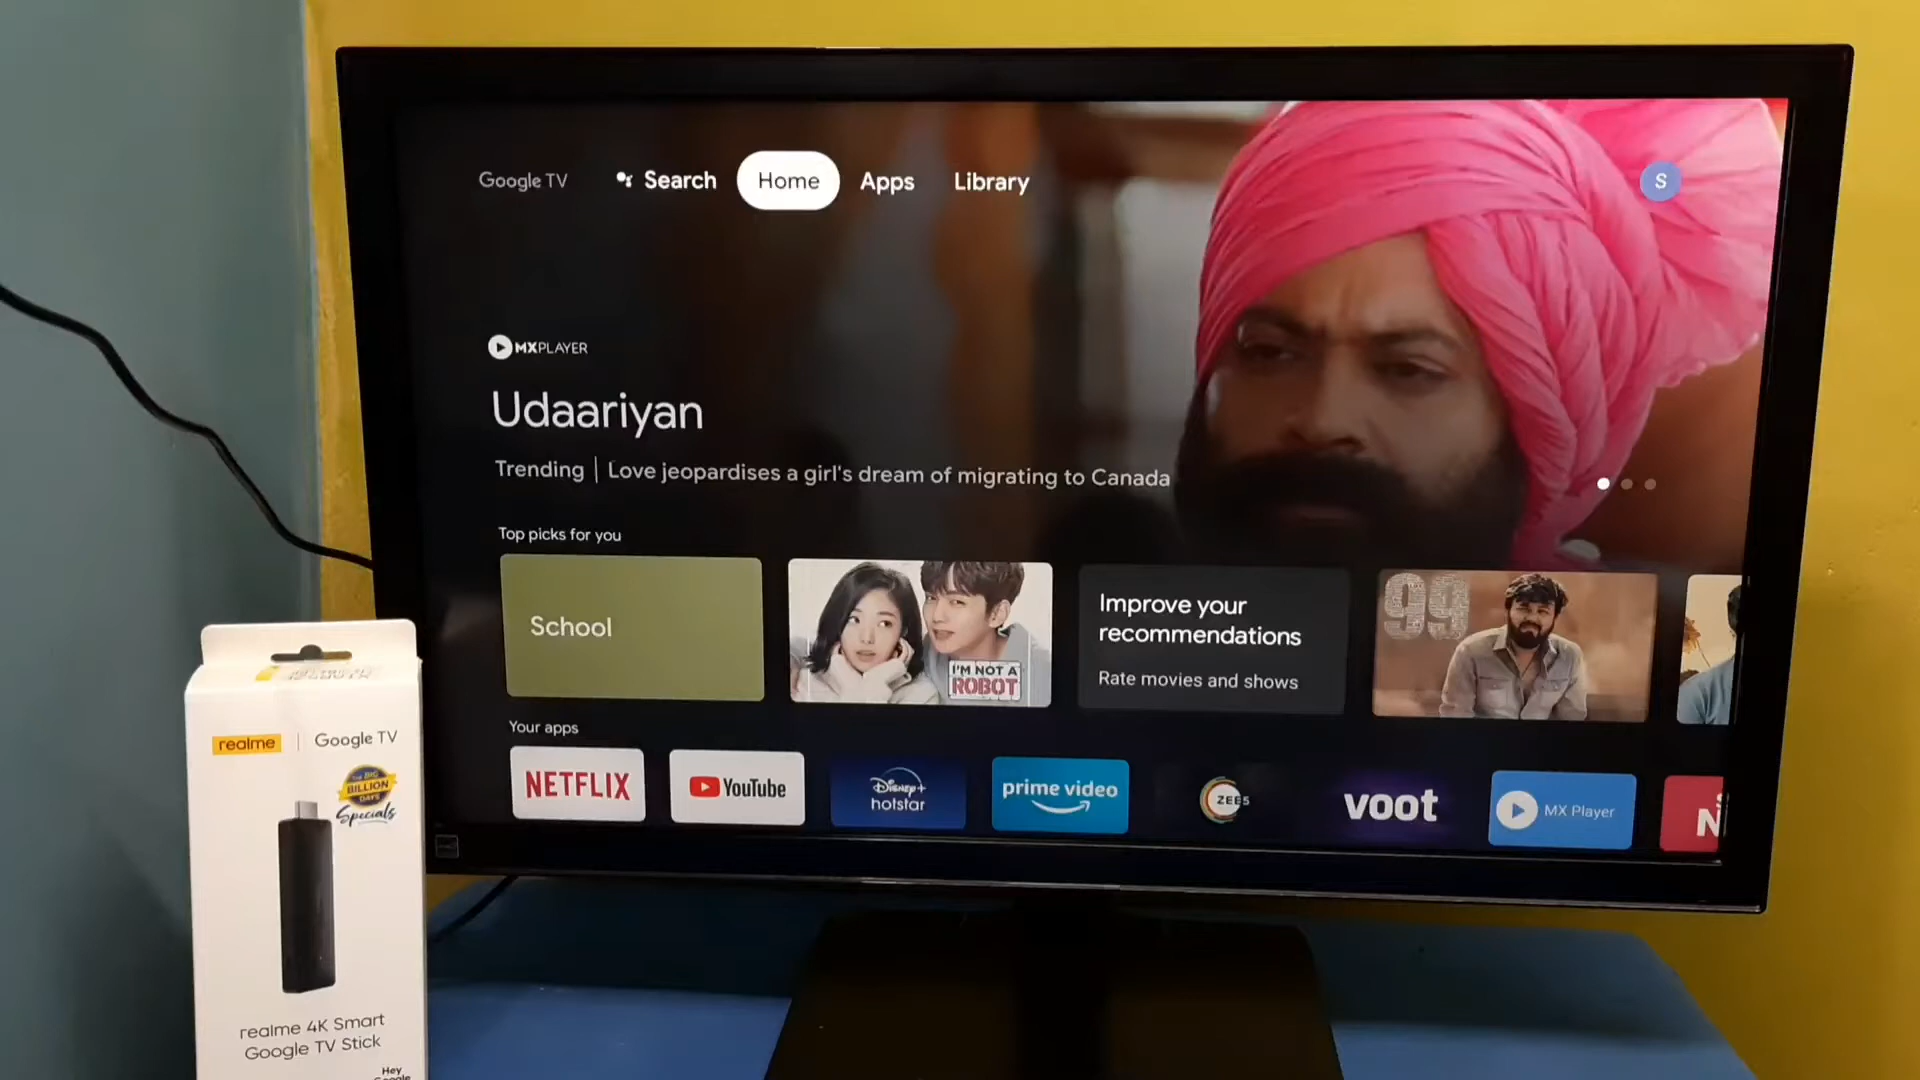 Google TV
Search
Home
Apps
Library
S
MXPLAYER
Udaariyan
Trending | Love jeopardises a girl's dream of migrating to Canada
Top picks for you
School
I'M NOT A
ROBOT
Improve your
recommendations
Rate movies and shows
99
Your apps
NETFLIX
YouTube
Disney+
hotstar
prime video
ZEE5
voot
MX Player
N
realme | Google TV
THE BIG
BILLION
DAYS
Specials
realme 4K Smart
Google TV Stick
Hey
Google